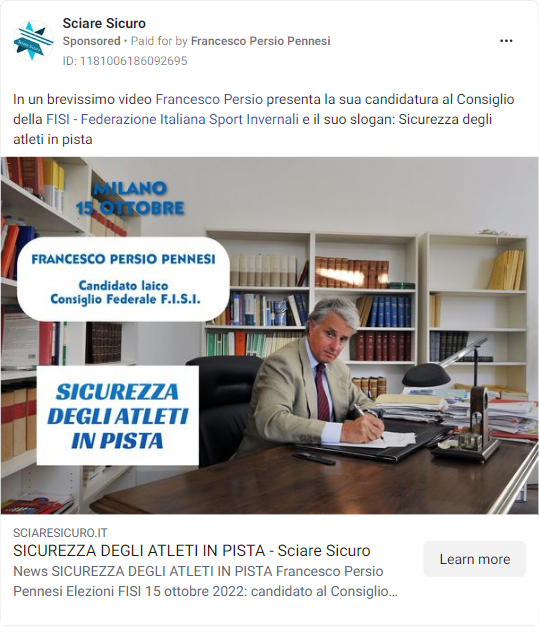 Sciare Sicuro
Sponsored • Paid for by Francesco Persio Pennesi
ID: 1181006186092695
In un brevissimo video Francesco Persio presenta la sua candidatura al Consiglio
della FISI - Federazione Italiana Sport Invernali e il suo slogan: Sicurezza degli
atleti in pista
MILANO
15 OTTOBRE
FRANCESCO PERSIO PENNESI
Candidato laico
Consiglio Federale F.I.S.I.
SICUREZZA
DEGLI ATLETI
IN PISTA
SCIARESICURO.IT
SICUREZZA DEGLI ATLETI IN PISTA - Sciare Sicuro
News SICUREZZA DEGLI ATLETI IN PISTA Francesco Persio
Pennesi Elezioni FISI 15 ottobre 2022: candidato al Consiglio…
Learn more